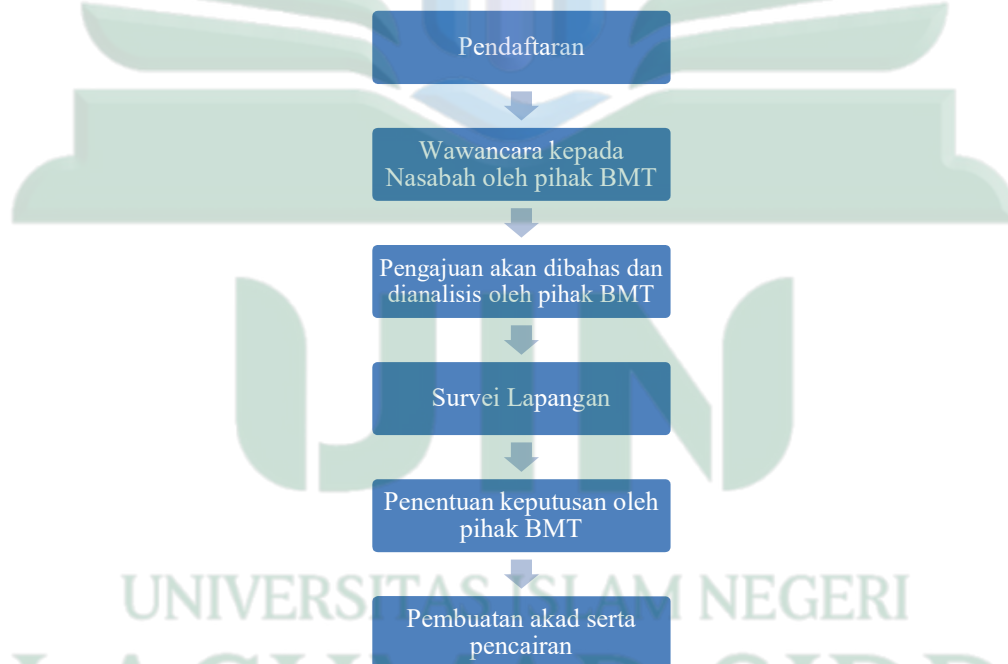 Pendaftaran
Wawancara kepada
Nasabah oleh pihak BMT
Pengajuan akan dibahas dan
dianalisis oleh pihak BMT
Survei Lapangan
Penentuan keputusan oleh
pihak BMT
UIN
UNIVERSITAS ISLAM NEGERI
Pembuatan akad serta
pencairan